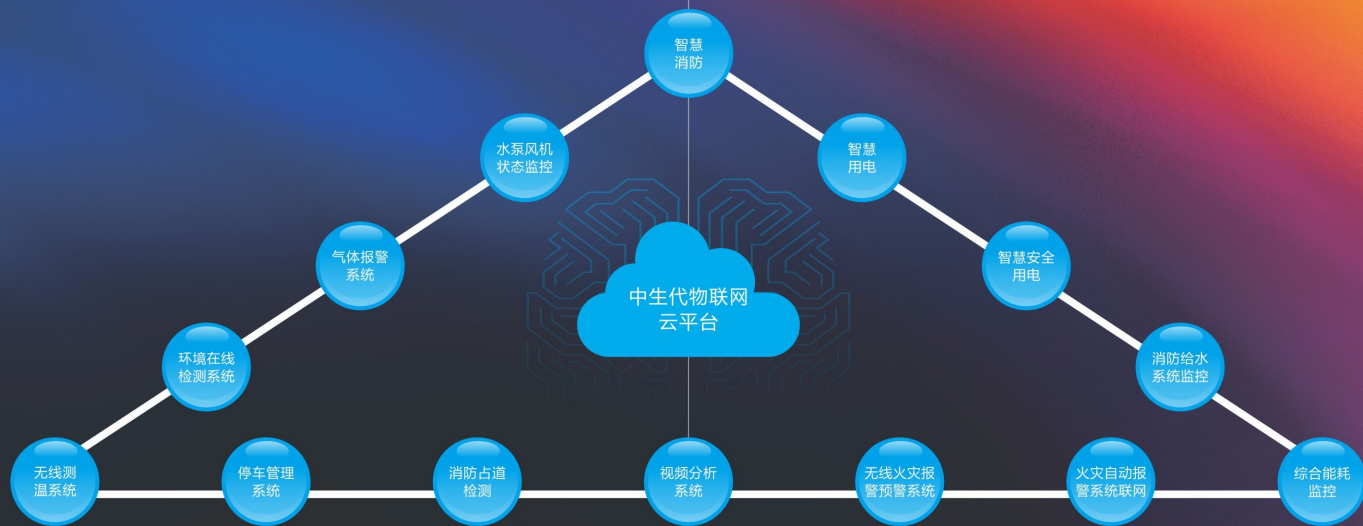 智慧
消防
水泵风机
状态监控
智慧
用电
气体报警
系统
智慧安全
用电
中生代物联网
云平台
环境在线
检测系统
消防给水
系统监控
无线测
温系统
停车管理
系统
消防占道
检测
视频分析
系统
无线火灾报
警预警系统
火灾自动报
警系统联网
综合能耗
监控